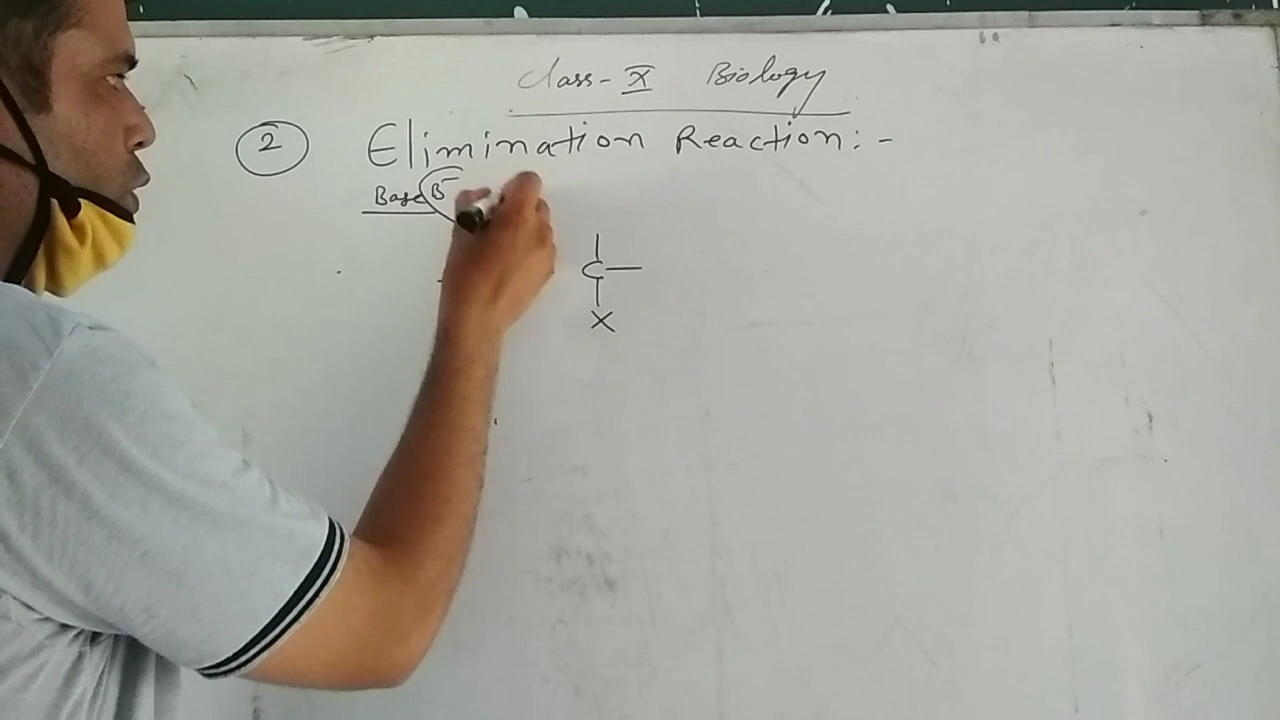 Class-X Biology
2 Elimination Reaction:-
Base B⁻
C
X